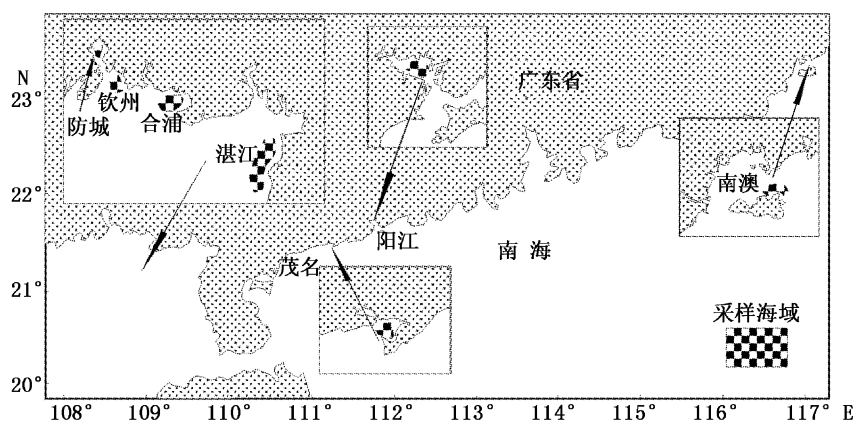 N
23°
22°
21°
20°
108° 109° 110° 111° 112° 113° 114° 115° 116° 117° E
防城
钦州
合浦
湛江
广东省
南澳
阳江
南 海
茂名
采样海域